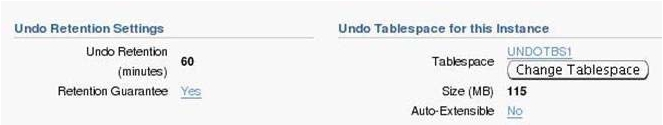 Undo Retention Settings
Undo Retention
(minutes) 60
Retention Guarantee Yes
Undo Tablespace for this Instance
Tablespace UNDOTBS1
Change Tablespace
Size (MB) 115
Auto-Extensible No